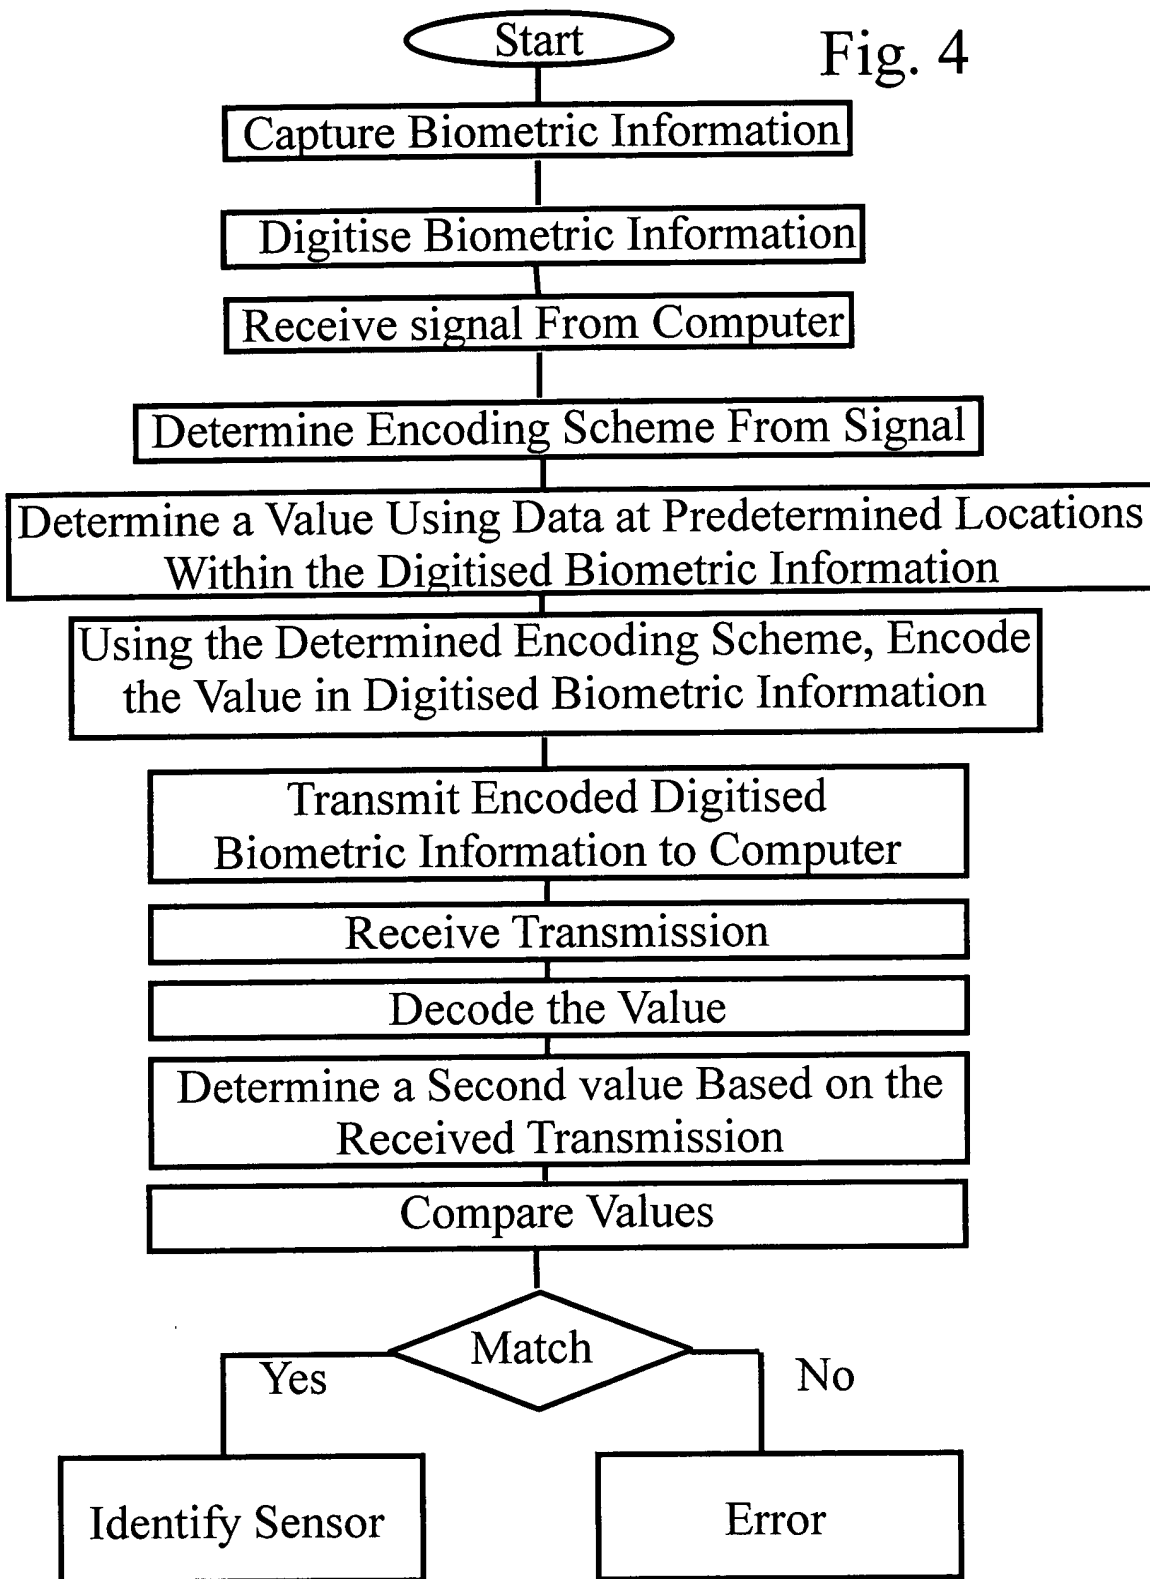 Start
Fig. 4
Capture Biometric Information
Digitise Biometric Information
Receive signal From Computer
Determine Encoding Scheme From Signal
Determine a Value Using Data at Predetermined Locations
Within the Digitised Biometric Information
Using the Determined Encoding Scheme, Encode
the Value in Digitised Biometric Information
Transmit Encoded Digitised
Biometric Information to Computer
Receive Transmission
Decode the Value
Determine a Second value Based on the
Received Transmission
Compare Values
Match
Yes
No
Identify Sensor
Error